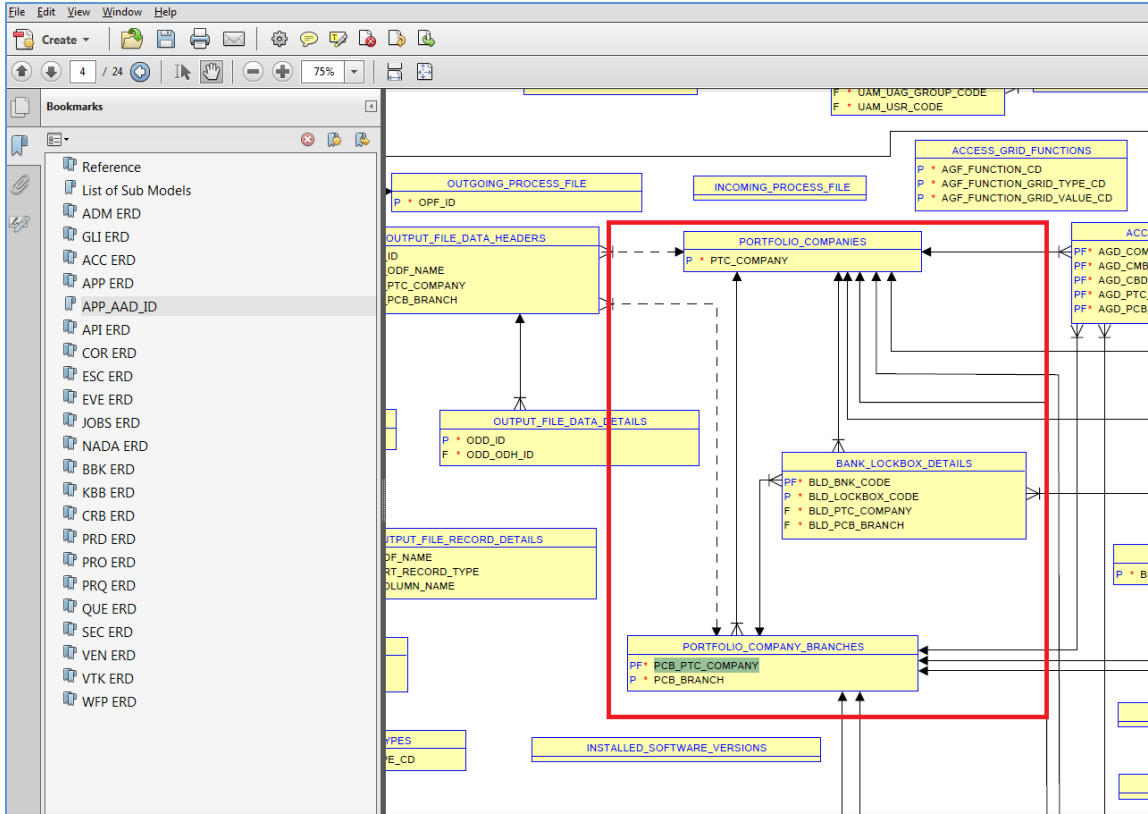 File Edit View Window Help
Create
4 / 24 75%
Bookmarks
Reference
List of Sub Models
ADM ERD
GLI ERD
ACC ERD
APP ERD
APP_AAD_ID
API ERD
COR ERD
ESC ERD
EVE ERD
JOBS ERD
NADA ERD
BBK ERD
KBB ERD
CRB ERD
PRD ERD
PRO ERD
PRQ ERD
QUE ERD
SEC ERD
VEN ERD
VTK ERD
WFP ERD
F * UAM_UAG_GROUP_CODE
F * UAM_USR_CODE
ACCESS_GRID_FUNCTIONS
P * AGF_FUNCTION_CD
P * AGF_FUNCTION_GRID_TYPE_CD
P * AGF_FUNCTION_GRID_VALUE_CD
OUTGOING_PROCESS_FILE
P * OPF_ID
INCOMING_PROCESS_FILE
OUTPUT_FILE_DATA_HEADERS
ID
ODF_NAME
PTC_COMPANY
PCB_BRANCH
PORTFOLIO_COMPANIES
P * PTC_COMPANY
ACC
PF* AGD_COM
PF* AGD_CMB
PF* AGD_CBD
PF* AGD_PTC_
PF* AGD_PCB
OUTPUT_FILE_DATA_DETAILS
P * ODD_ID
F * ODD_ODH_ID
BANK_LOCKBOX_DETAILS
PF* BLD_BNK_CODE
P * BLD_LOCKBOX_CODE
F * BLD_PTC_COMPANY
F * BLD_PCB_BRANCH
UTPUT_FILE_RECORD_DETAILS
DF_NAME
RT_RECORD_TYPE
OLUMN_NAME
P * B
PORTFOLIO_COMPANY_BRANCHES
PF* PCB_PTC_COMPANY
P * PCB_BRANCH
YPES
PE_CD
INSTALLED_SOFTWARE_VERSIONS